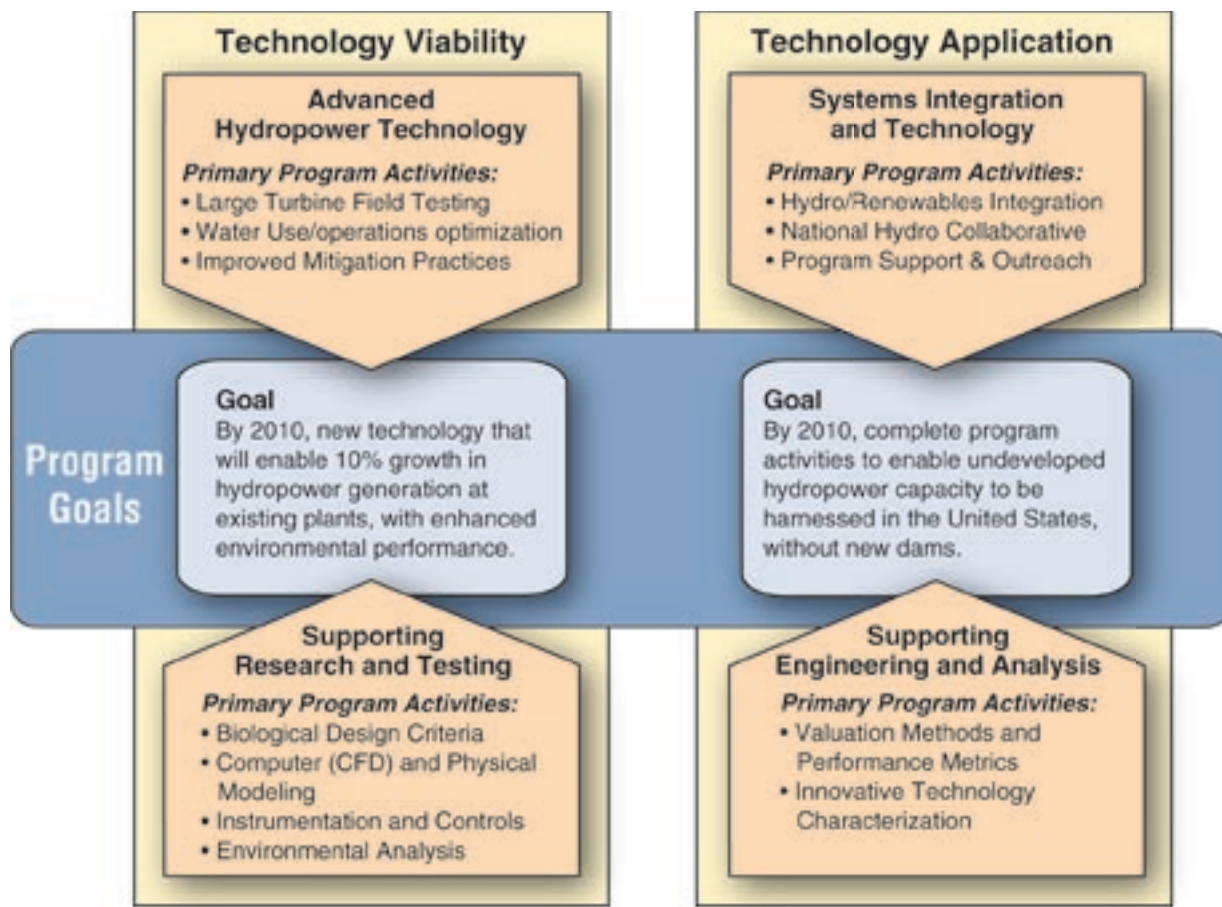 Technology Viability
Advanced
Hydropower Technology
Primary Program Activities:
• Large Turbine Field Testing
• Water Use/operations optimization
• Improved Mitigation Practices
Technology Application
Systems Integration
and Technology
Primary Program Activities:
• Hydro/Renewables Integration
• National Hydro Collaborative
• Program Support & Outreach
Program
Goals
Goal
By 2010, new technology that
will enable 10% growth in
hydropower generation at
existing plants, with enhanced
environmental performance.
Goal
By 2010, complete program
activities to enable undeveloped
hydropower capacity to be
harnessed in the United States,
without new dams.
Supporting
Research and Testing
Primary Program Activities:
• Biological Design Criteria
• Computer (CFD) and Physical
Modeling
• Instrumentation and Controls
• Environmental Analysis
Supporting
Engineering and Analysis
Primary Program Activities:
• Valuation Methods and
Performance Metrics
• Innovative Technology
Characterization